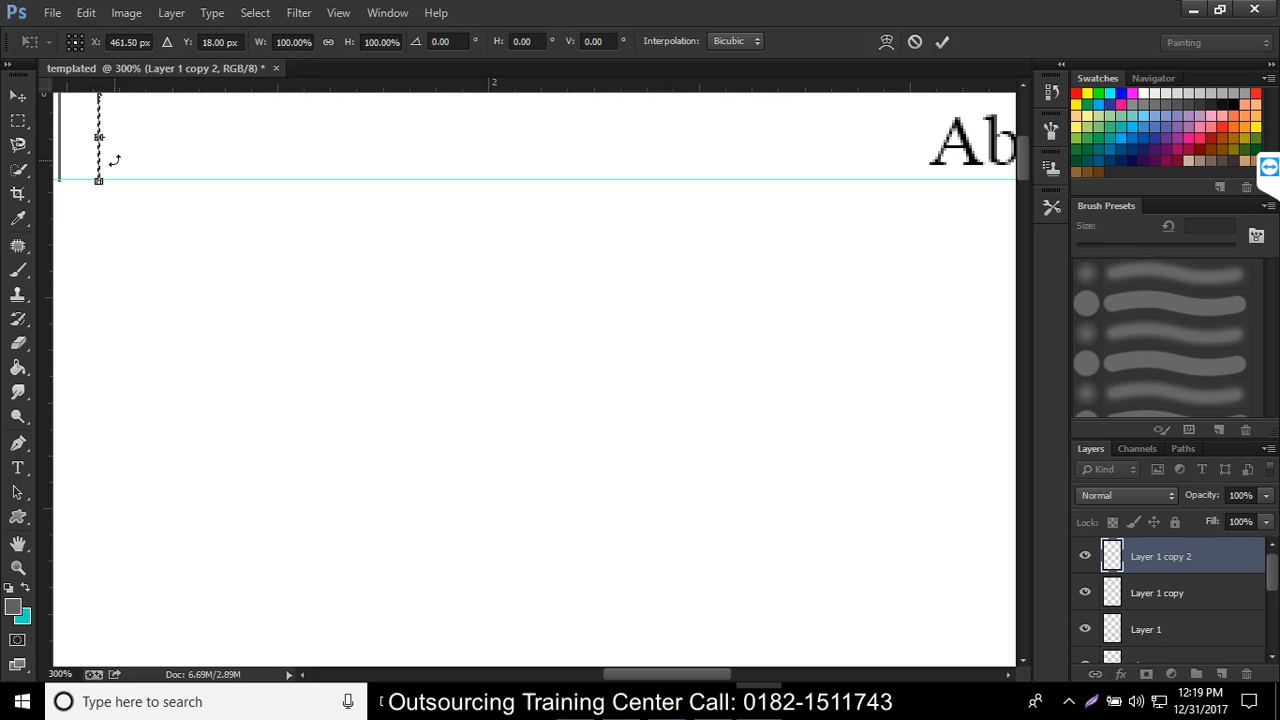 Ps File Edit Image Layer Type Select Filter 3D View Window Help
X: 461.50 px Y: 18.00 px W: 100.00% H: 100.00% 0.00 ° H: 0.00 ° V: 0.00 ° Interpolation: Bicubic Painting
templated @ 300% (Layer 1 copy 2, RGB/8) * ×
Swatches Navigator
2
Ab
Brush Presets
Size:
Layers Channels Paths
Kind
Normal Opacity: 100%
Lock: Fill: 100%
Layer 1 copy 2
Layer 1 copy
Layer 1
300% Doc: 6.69M/2.89M
Type here to search
[ Outsourcing Training Center Call: 0182-1511743
12:19 PM
12/31/2017